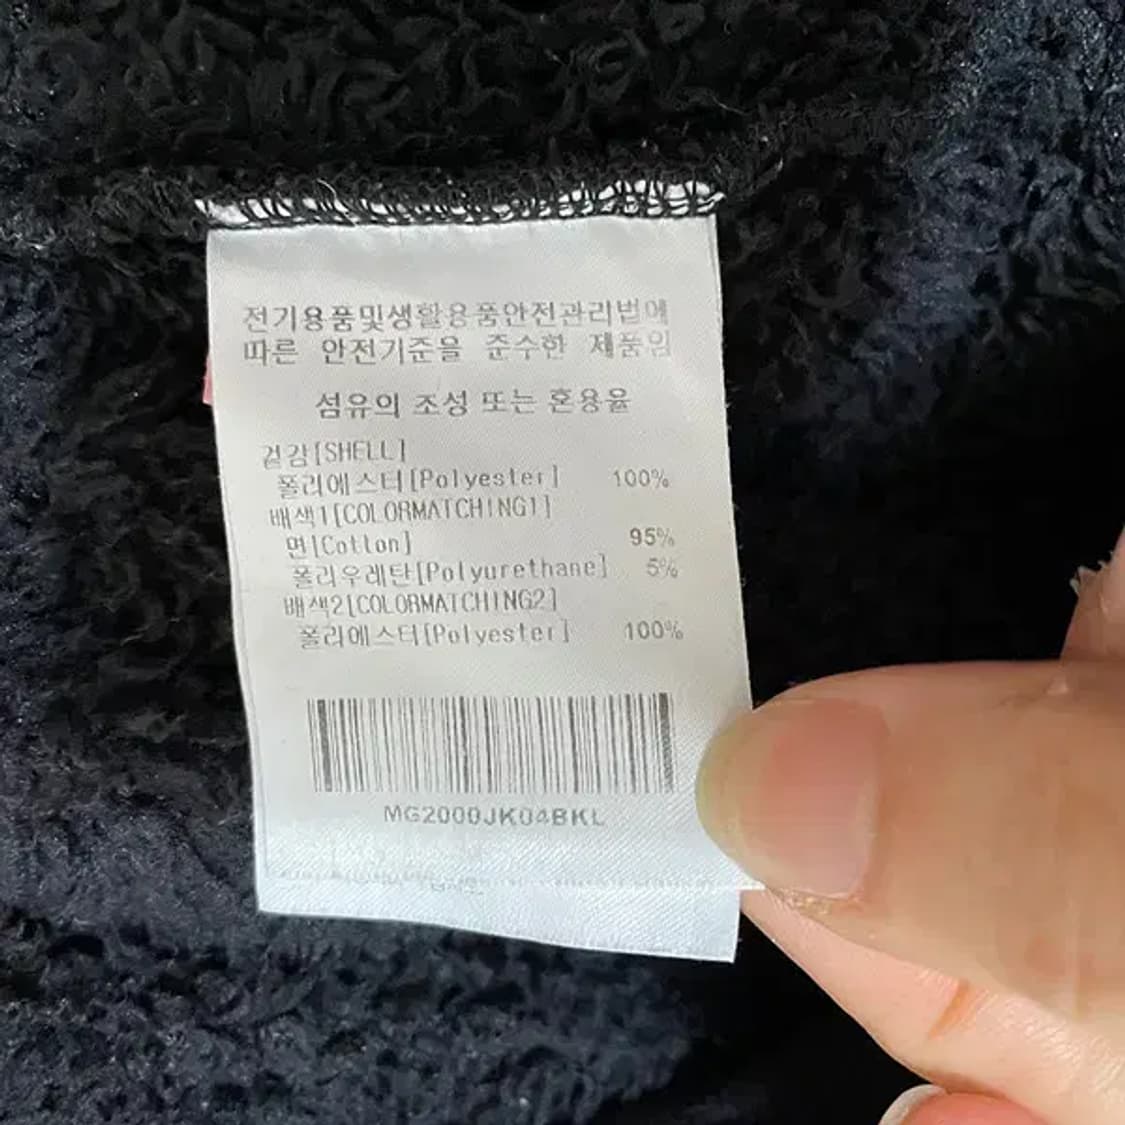 전기용품및생활용품안전관리법에
따른 안전기준을 준수한 제품임
섬유의 조성 또는 혼용율
겉감[SHELL]
폴리에스터[Polyester] 100%
배색1[COLORMATCHING1]
면[Cotton] 95%
폴리우레탄[Polyurethane] 5%
배색2[COLORMATCHING2]
폴리에스터[Polyester] 100%
MG2000JK04BKL